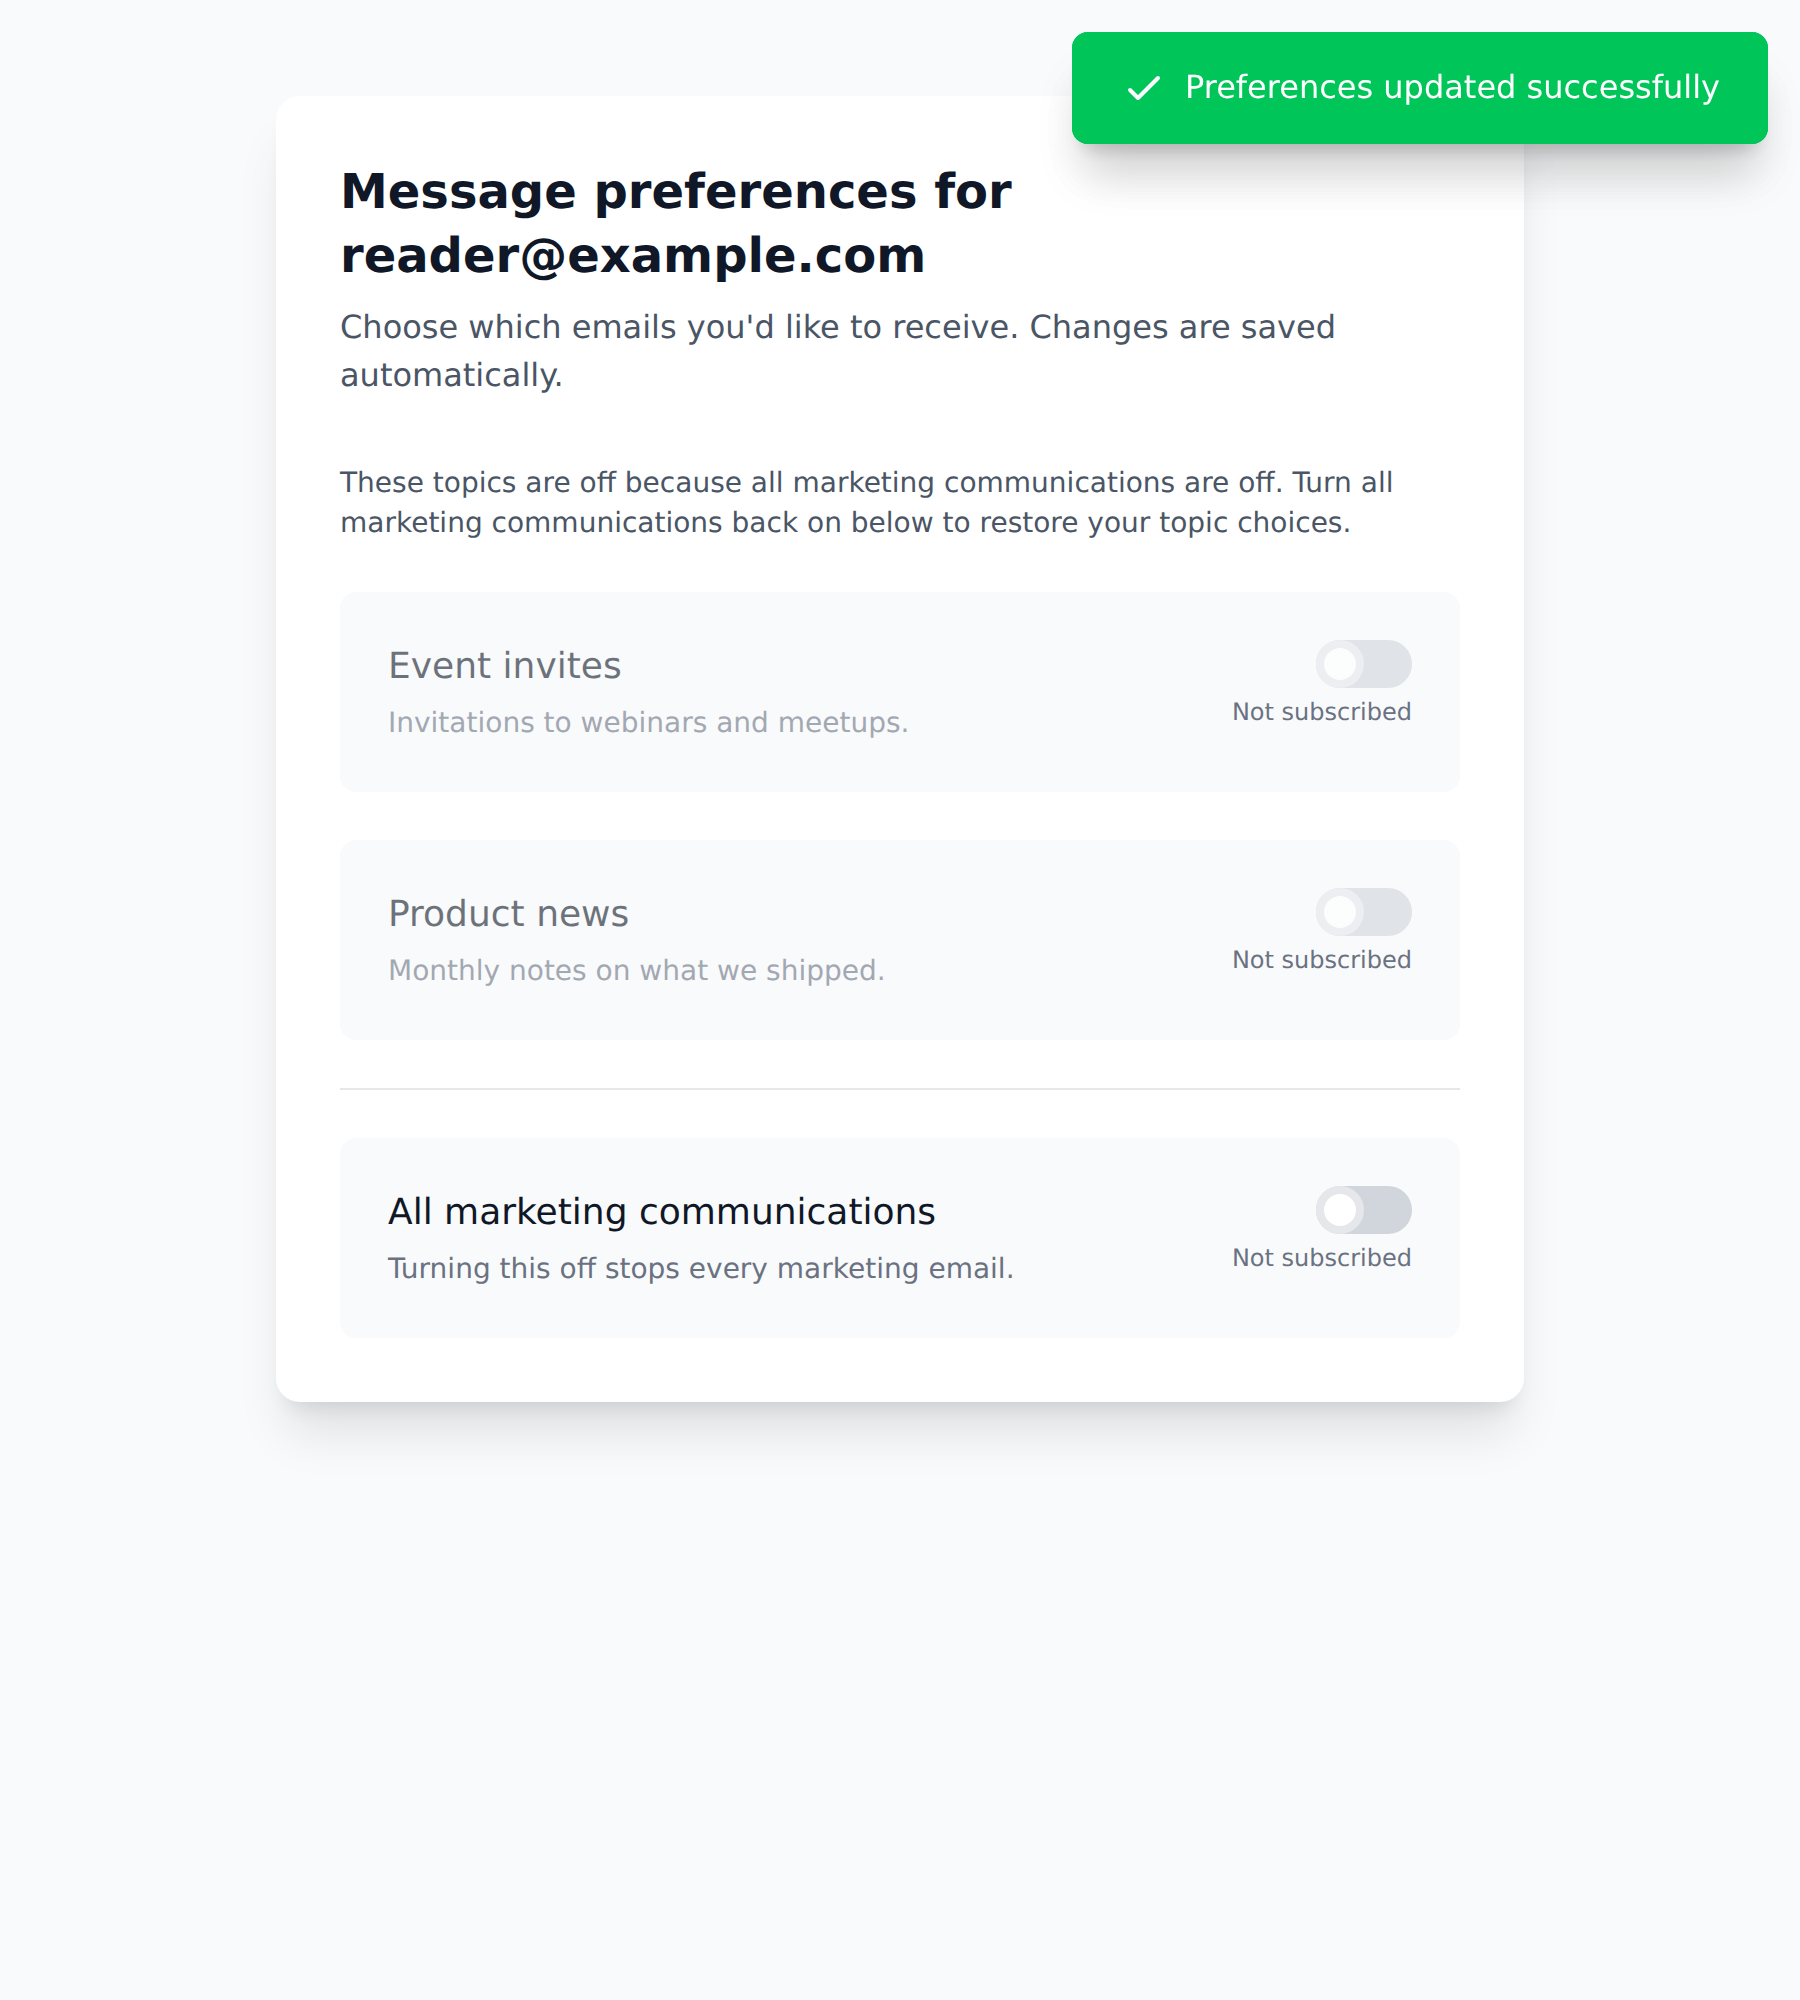 Preferences updated successfully
Message preferences for
reader@example.com
Choose which emails you'd like to receive. Changes are saved
automatically.
These topics are off because all marketing communications are off. Turn all
marketing communications back on below to restore your topic choices.
Event invites
Invitations to webinars and meetups.
Not subscribed
Product news
Monthly notes on what we shipped.
Not subscribed
All marketing communications
Turning this off stops every marketing email.
Not subscribed